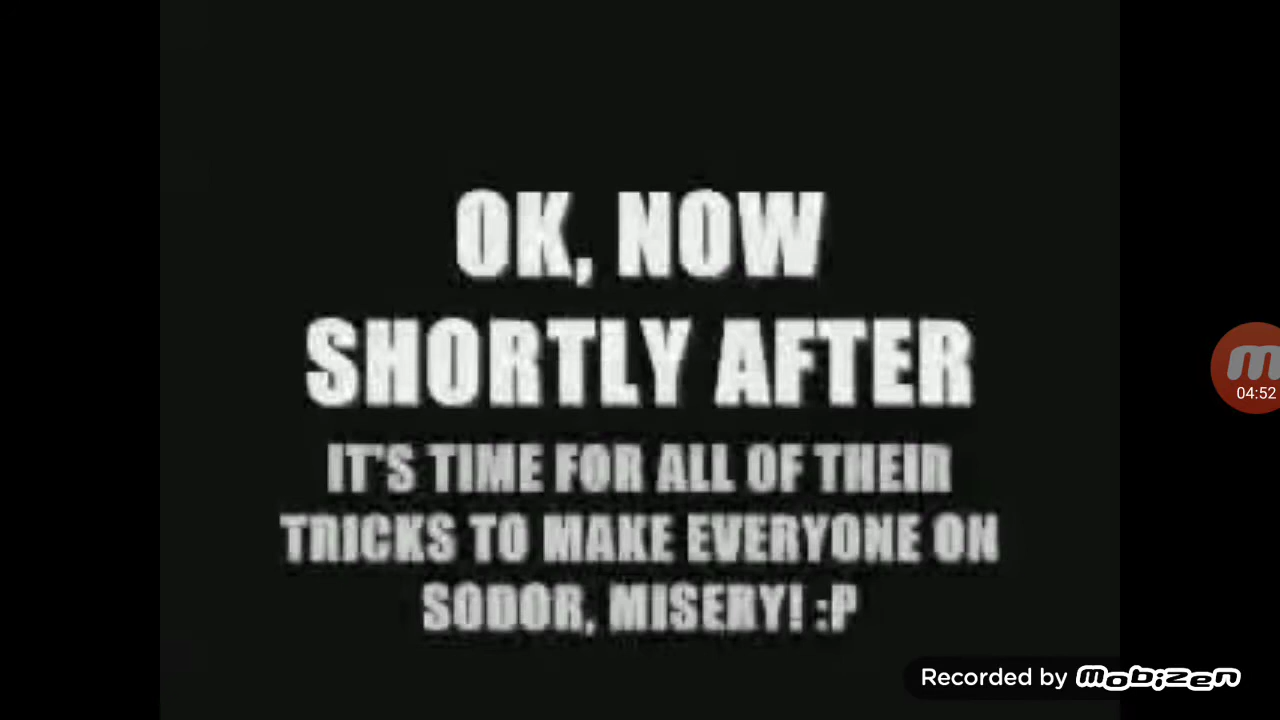 OK, NOW
SHORTLY AFTER
IT'S TIME FOR ALL OF THEIR
TRICKS TO MAKE EVERYONE ON
SODOR, MISERY! :P
04:52
Recorded by Mobizen